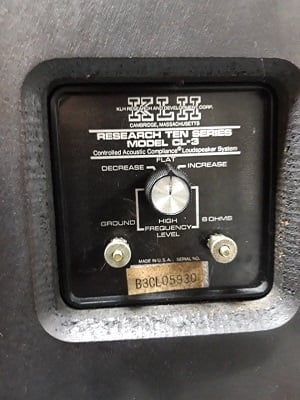 KLH
KLH RESEARCH AND DEVELOPMENT CORP.
CAMBRIDGE, MASSACHUSETTS
RESEARCH TEN SERIES
MODEL CL-3
Controlled Acoustic Compliance® Loudspeaker System
FLAT
DECREASE INCREASE
GROUND HIGH 8 OHMS
FREQUENCY
LEVEL
MADE IN U.S.A. SERIAL NO.
B3CL05930